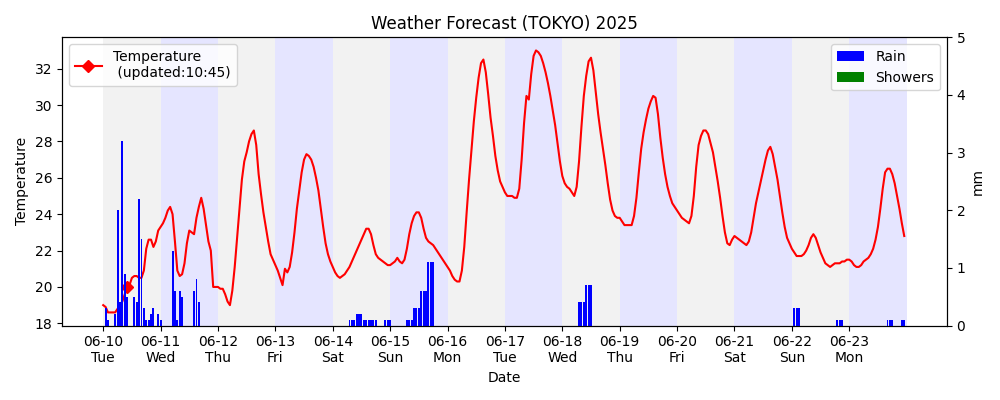 Weather Forecast (TOKYO) 2025
Temperature
(updated:10:45)
Rain
Showers
Temperature
32
30
28
26
24
22
20
18
5
4
3
2
1
0
mm
06-10 06-11 06-12 06-13 06-14 06-15 06-16 06-17 06-18 06-19 06-20 06-21 06-22 06-23
Tue Wed Thu Fri Sat Sun Mon Tue Wed Thu Fri Sat Sun Mon
Date